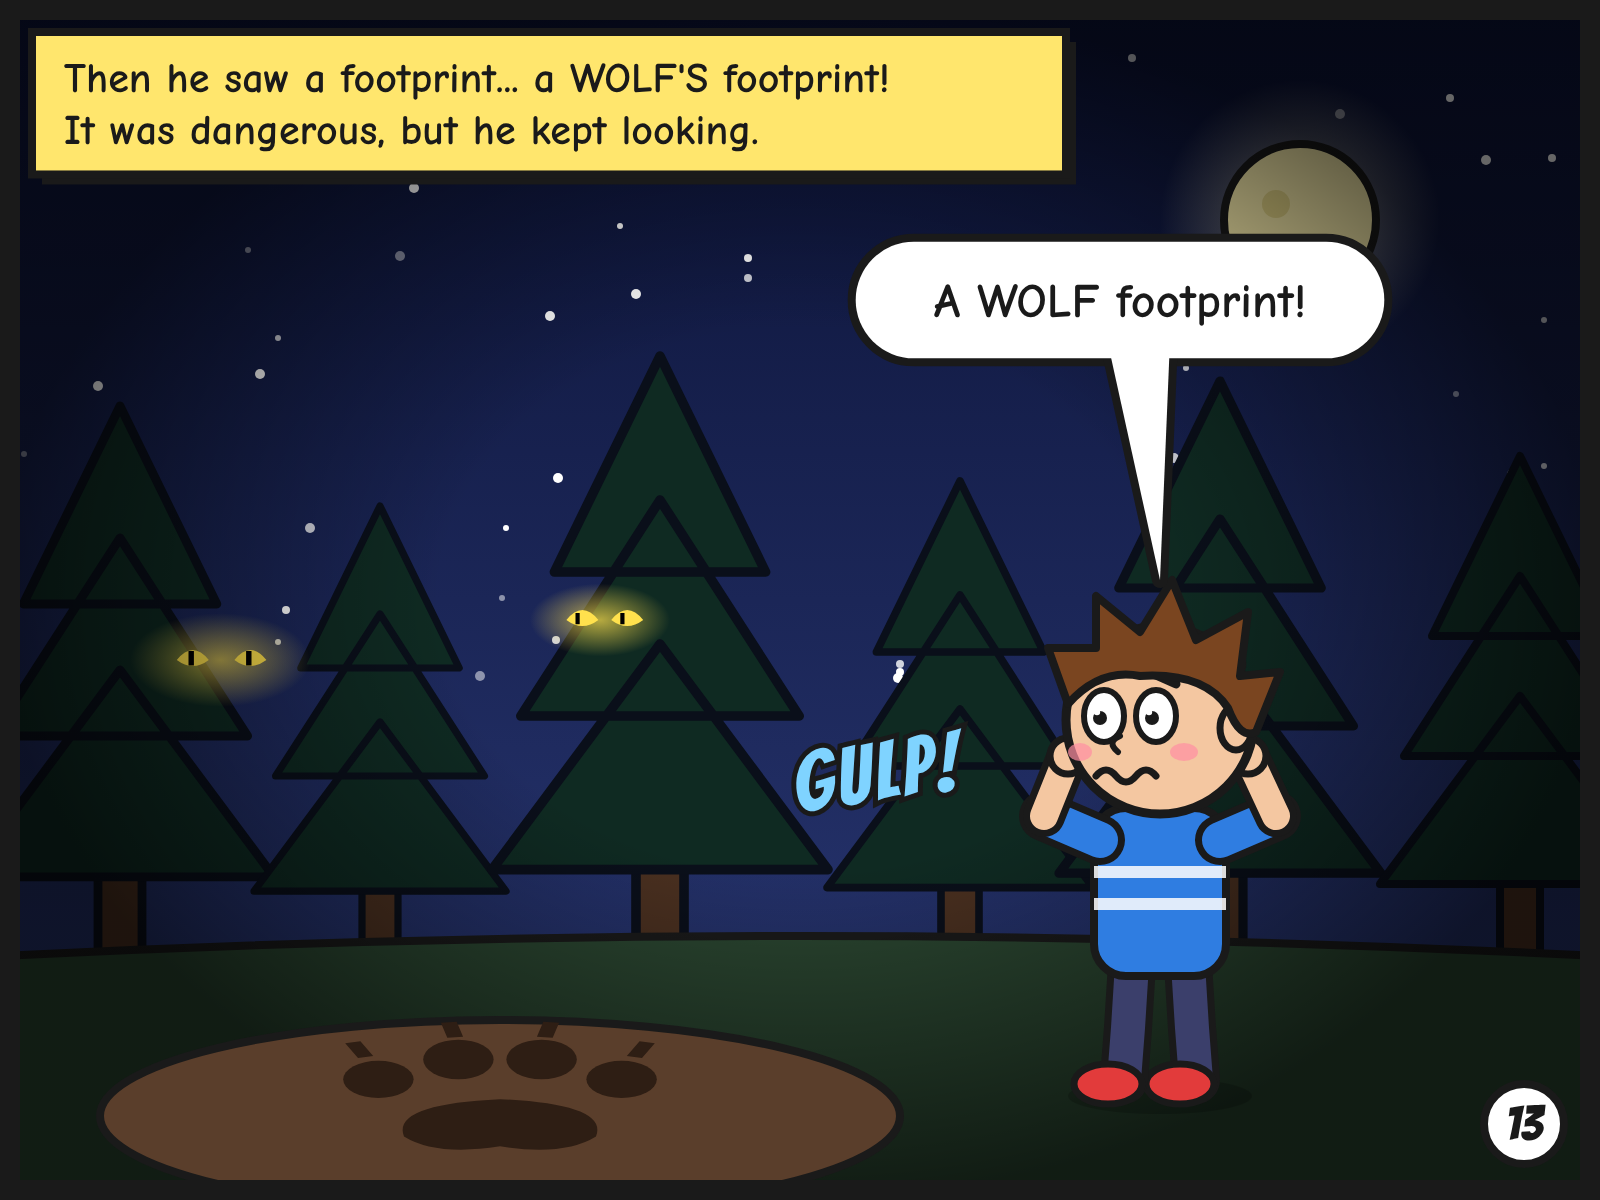 Then he saw a footprint... a WOLF'S footprint!
It was dangerous, but he kept looking.
A WOLF footprint!
GULP!
13